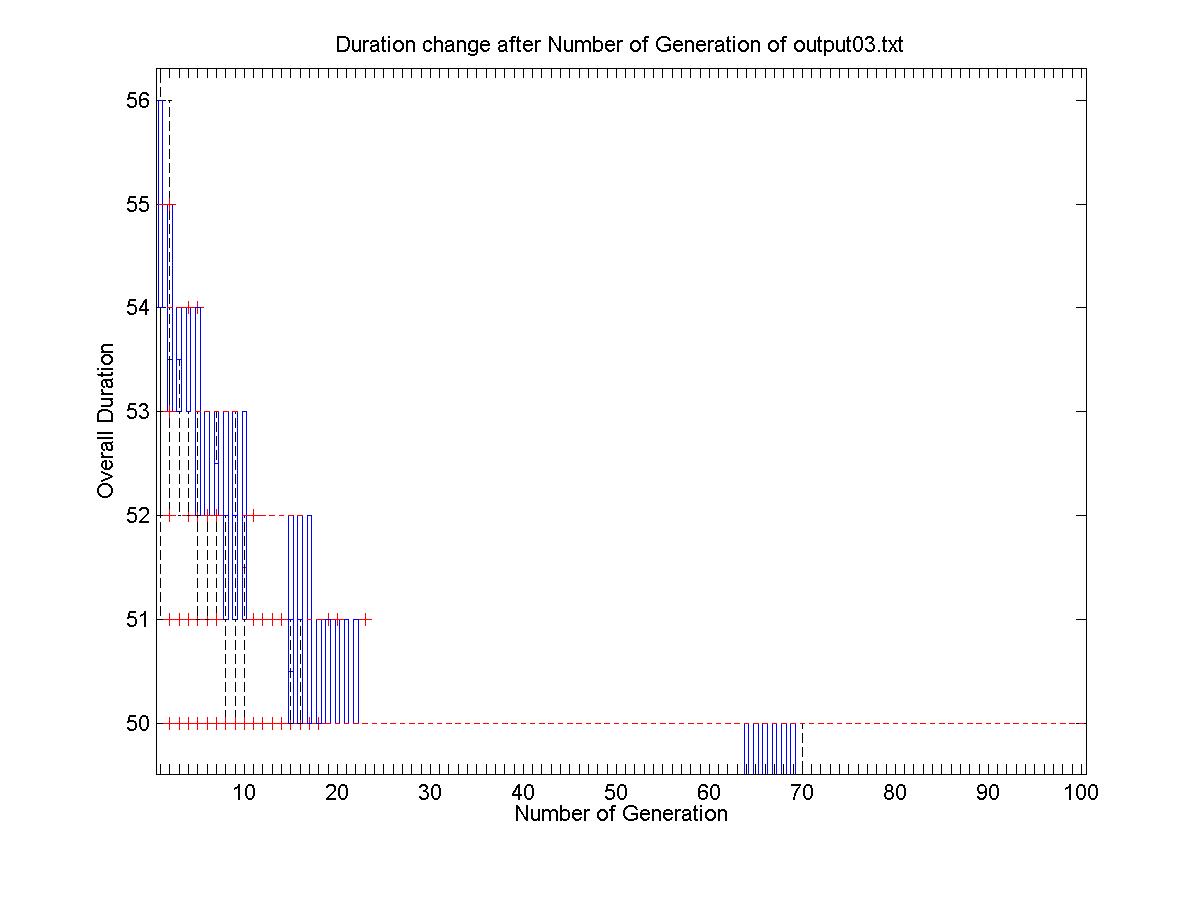 Duration change after Number of Generation of output03.txt
56
55
54
53
52
51
50
Overall Duration
10 20 30 40 50 60 70 80 90 100
Number of Generation